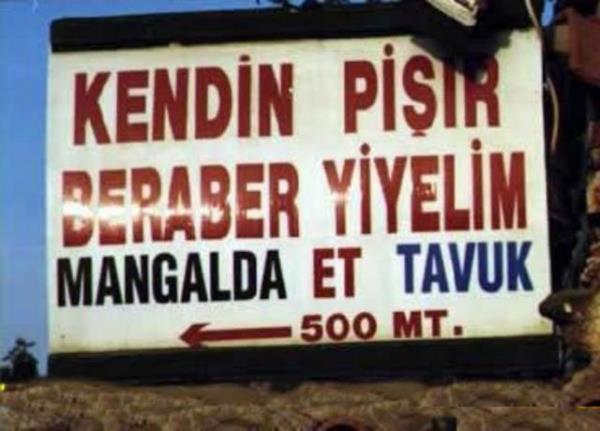 KENDİN PİŞİR
BERABER YİYELİM
MANGALDA ET TAVUK
500 MT.